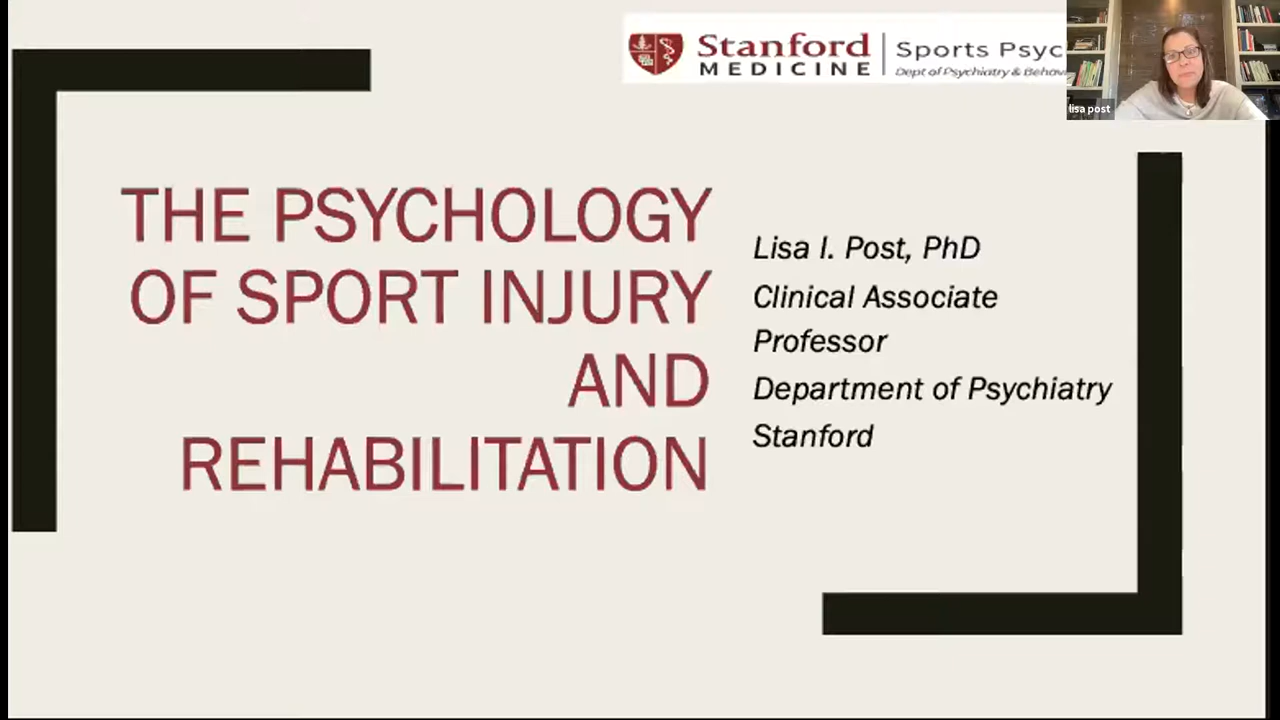 Stanford
MEDICINE
Sports Psyc
Dept of Psychiatry & Behav
lisa post
THE PSYCHOLOGY
OF SPORT INJURY
AND
REHABILITATION
Lisa I. Post, PhD
Clinical Associate
Professor
Department of Psychiatry
Stanford